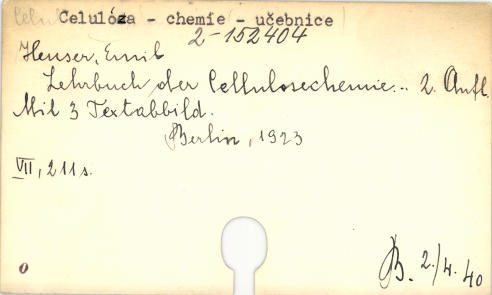 Celulóza - chemie - učebnice
2-152404
Heuser, Emil
Lehrbuch der Cellulosechemie... 2. Aufl.
Mit 3 Textabbild.
Berlin, 1923
VII, 211 s.
B. 2./4. 40
0